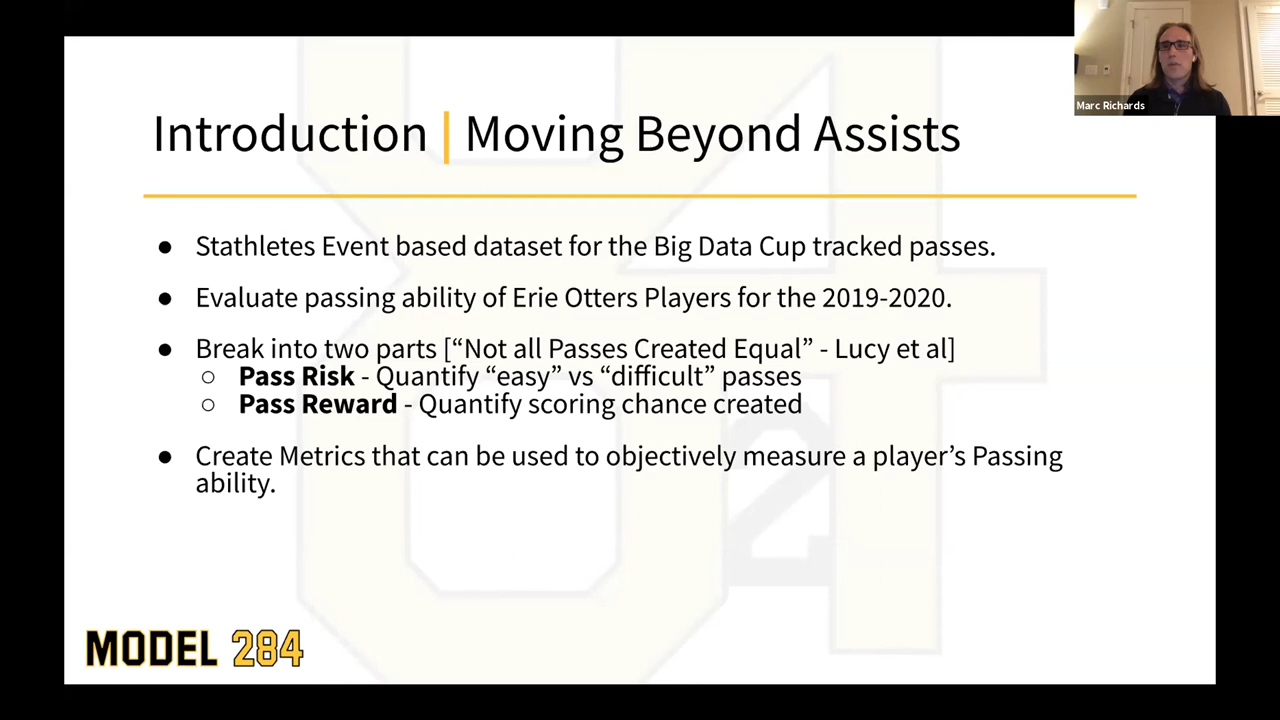 Marc Richards
Introduction | Moving Beyond Assists
● Stathletes Event based dataset for the Big Data Cup tracked passes.
● Evaluate passing ability of Erie Otters Players for the 2019-2020.
● Break into two parts [“Not all Passes Created Equal” - Lucy et al]
○ Pass Risk - Quantify “easy” vs “difficult” passes
○ Pass Reward - Quantify scoring chance created
● Create Metrics that can be used to objectively measure a player’s Passing
ability.
MODEL 284